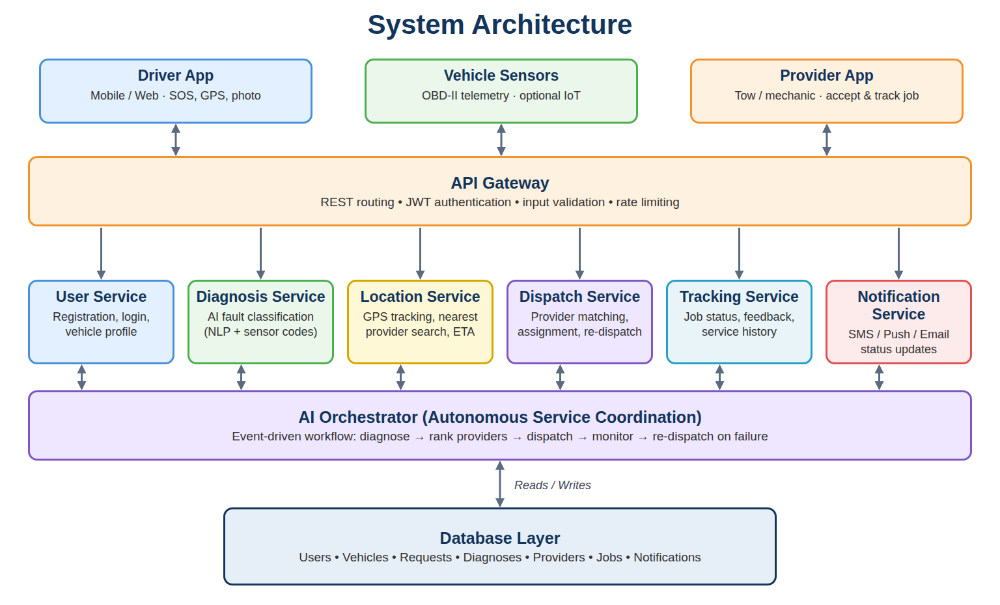 System Architecture
Driver App
Mobile / Web · SOS, GPS, photo
Vehicle Sensors
OBD-II telemetry · optional IoT
Provider App
Tow / mechanic · accept & track job
API Gateway
REST routing • JWT authentication • input validation • rate limiting
User Service
Registration, login,
vehicle profile
Diagnosis Service
AI fault classification
(NLP + sensor codes)
Location Service
GPS tracking, nearest
provider search, ETA
Dispatch Service
Provider matching,
assignment, re-dispatch
Tracking Service
Job status, feedback,
service history
Notification
Service
SMS / Push / Email
status updates
AI Orchestrator (Autonomous Service Coordination)
Event-driven workflow: diagnose → rank providers → dispatch → monitor → re-dispatch on failure
Reads / Writes
Database Layer
Users • Vehicles • Requests • Diagnoses • Providers • Jobs • Notifications